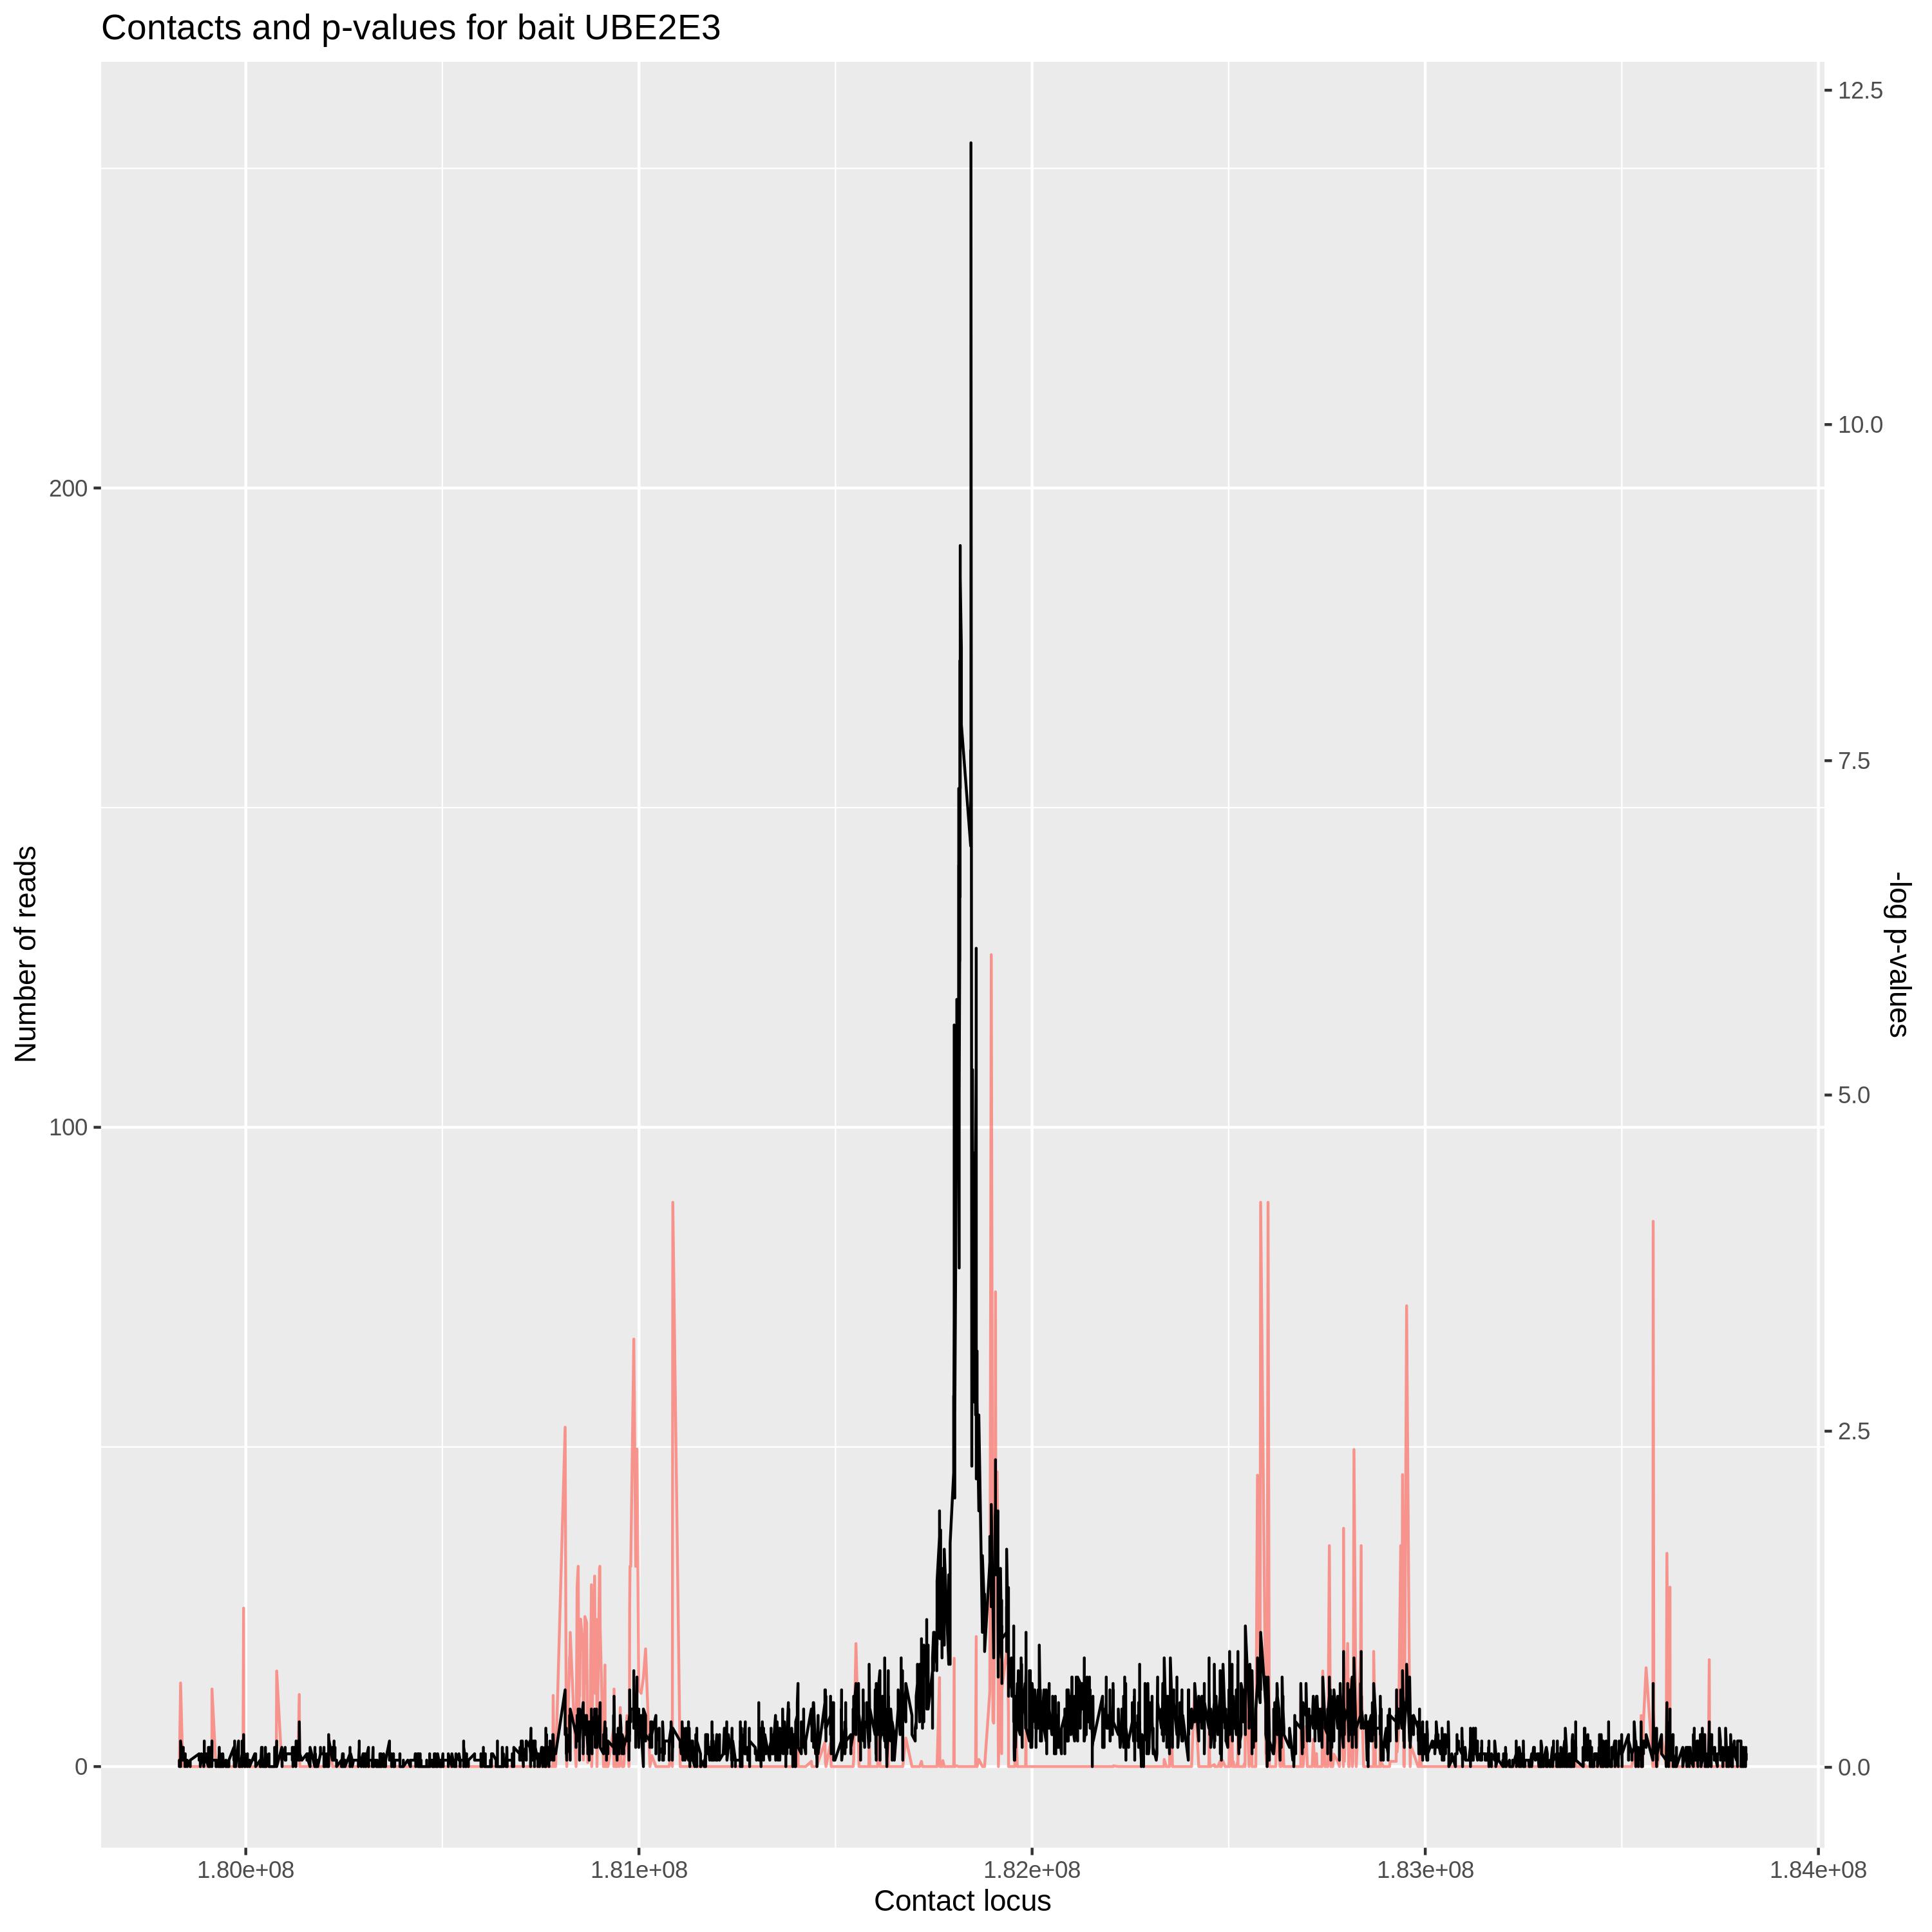 Contacts and p-values for bait UBE2E3
Number of reads
200
100
0
12.5
10.0
7.5
5.0
2.5
0.0
-log p-values
1.80e+08
1.81e+08
1.82e+08
1.83e+08
1.84e+08
Contact locus